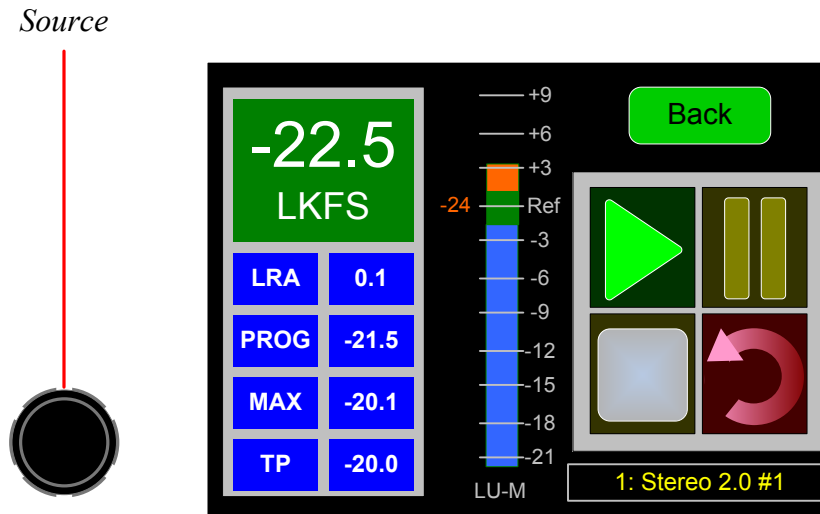 Source
-22.5
LKFS
LRA 0.1
PROG -21.5
MAX -20.1
TP -20.0
+9
+6
+3
-24 Ref
-3
-6
-9
-12
-15
-18
-21
LU-M
Back
1: Stereo 2.0 #1